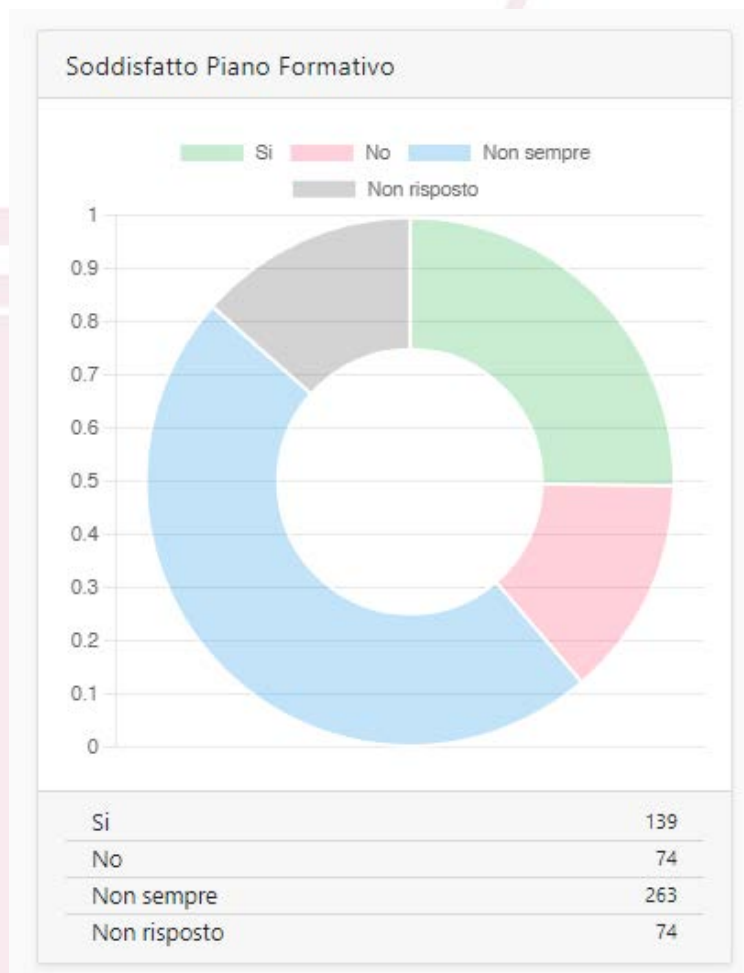 Soddisfatto Piano Formativo
Si No Non sempre
Non risposto
1
0.9
0.8
0.7
0.6
0.5
0.4
0.3
0.2
0.1
0
Si 139
No 74
Non sempre 263
Non risposto 74